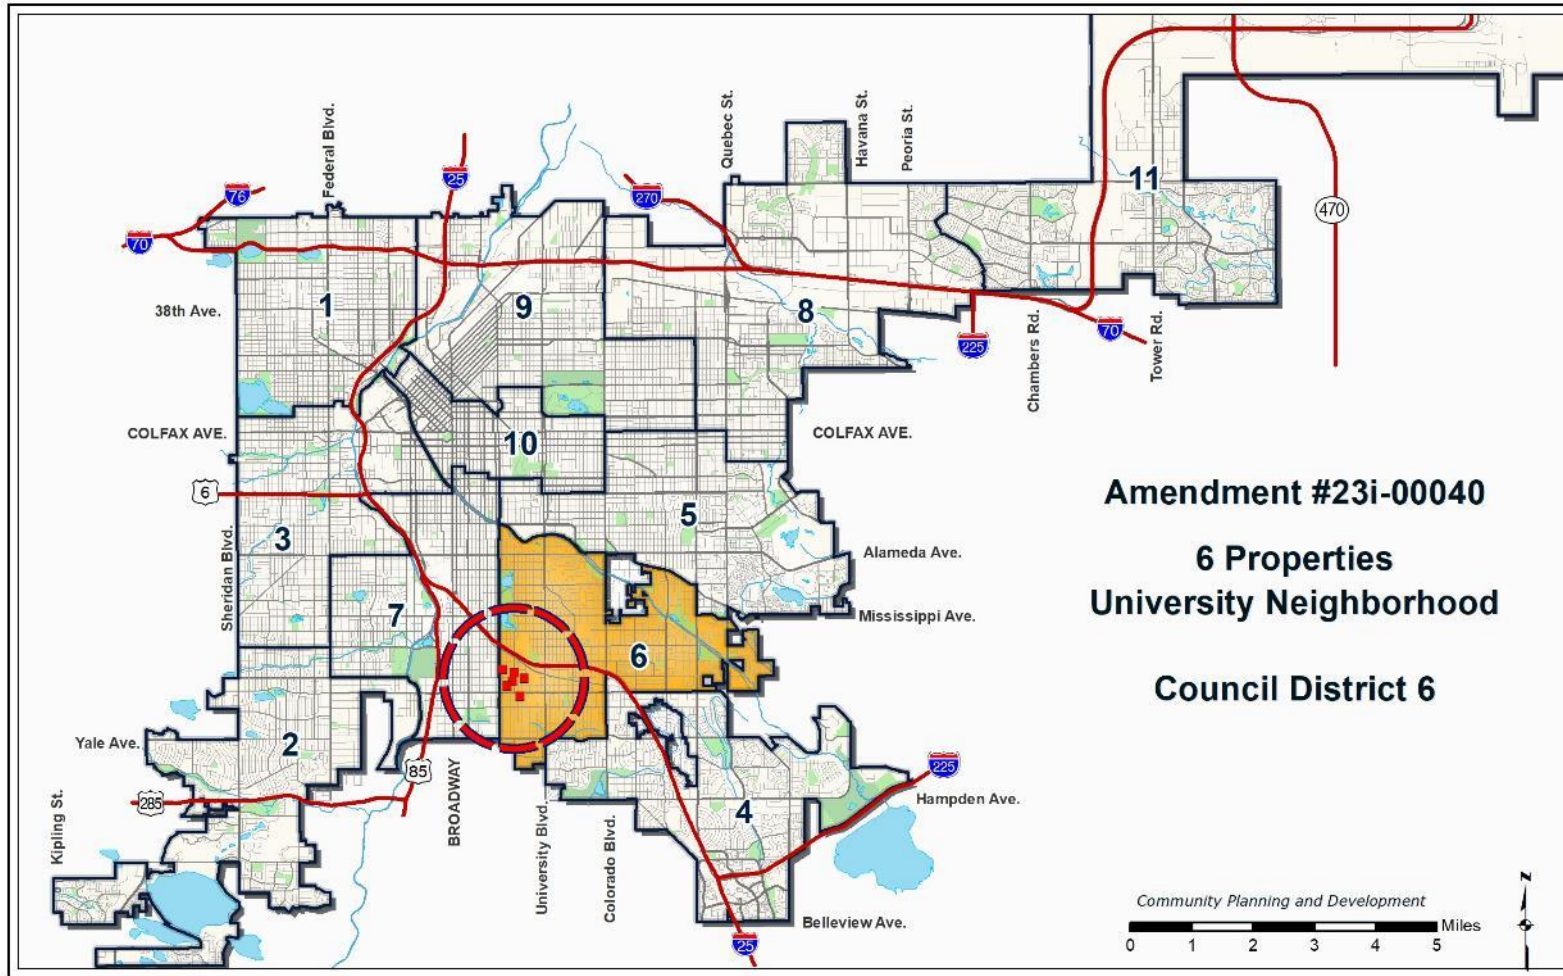 Federal Blvd.
Quebec St.
Havana St.
Peoria St.
76
25
270
70
11
470
38th Ave.
1
9
8
225
Chambers Rd.
70
Tower Rd.
COLFAX AVE.
10
COLFAX AVE.
6
5
Amendment #23i-00040
3
Sheridan Blvd.
Alameda Ave.
6 Properties
University Neighborhood
7
Mississippi Ave.
6
Council District 6
Yale Ave.
2
85
BROADWAY
225
285
Hampden Ave.
4
Kipling St.
University Blvd.
Colorado Blvd.
Belleview Ave.
25
Community Planning and Development
Miles
0 1 2 3 4 5
N